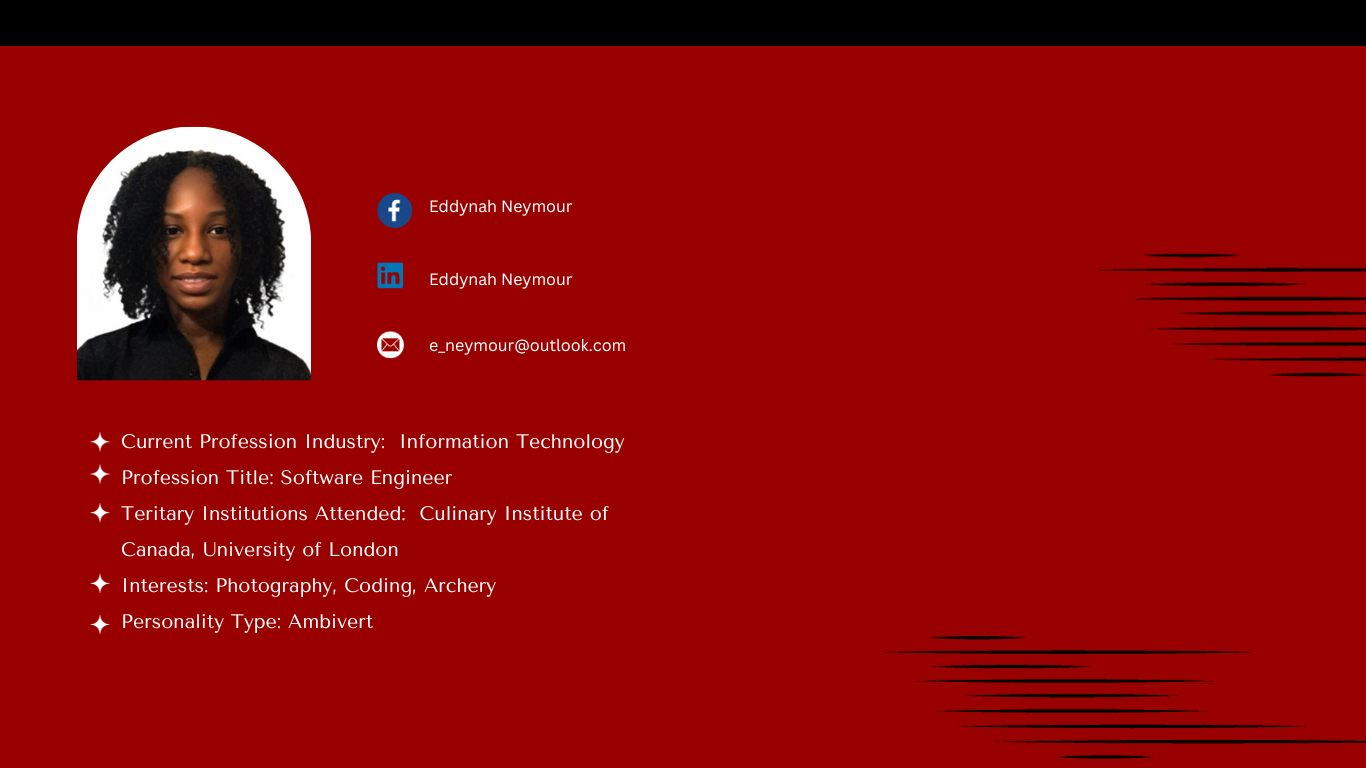 Eddynah Neymour
Eddynah Neymour
e_neymour@outlook.com
Current Profession Industry:  Information Technology
Profession Title: Software Engineer
Teritary Institutions Attended:  Culinary Institute of
Canada, University of London
Interests: Photography, Coding, Archery
Personality Type: Ambivert